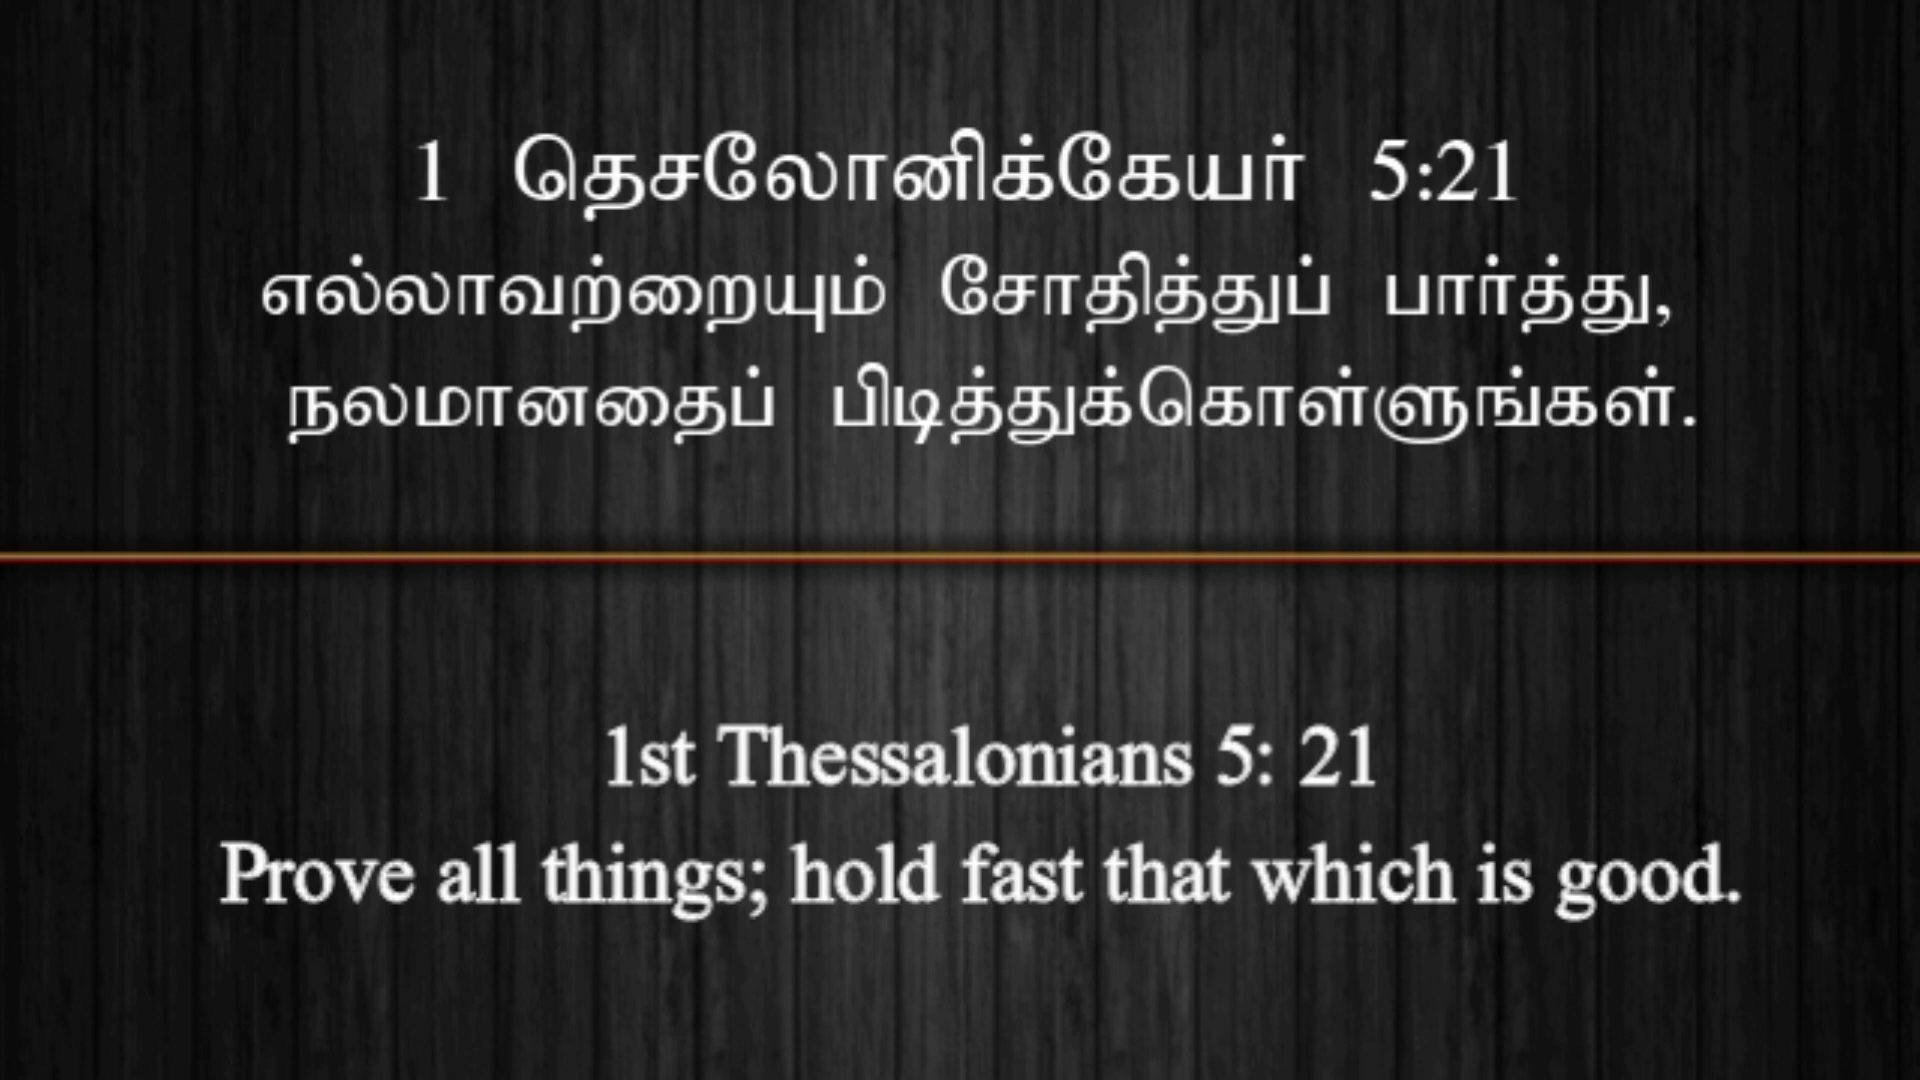 1 தெசலோனிக்கேயர் 5:21
எல்லாவற்றையும் சோதித்துப் பார்த்து,
நலமானதைப் பிடித்துக்கொள்ளுங்கள்.
1st Thessalonians 5: 21
Prove all things; hold fast that which is good.